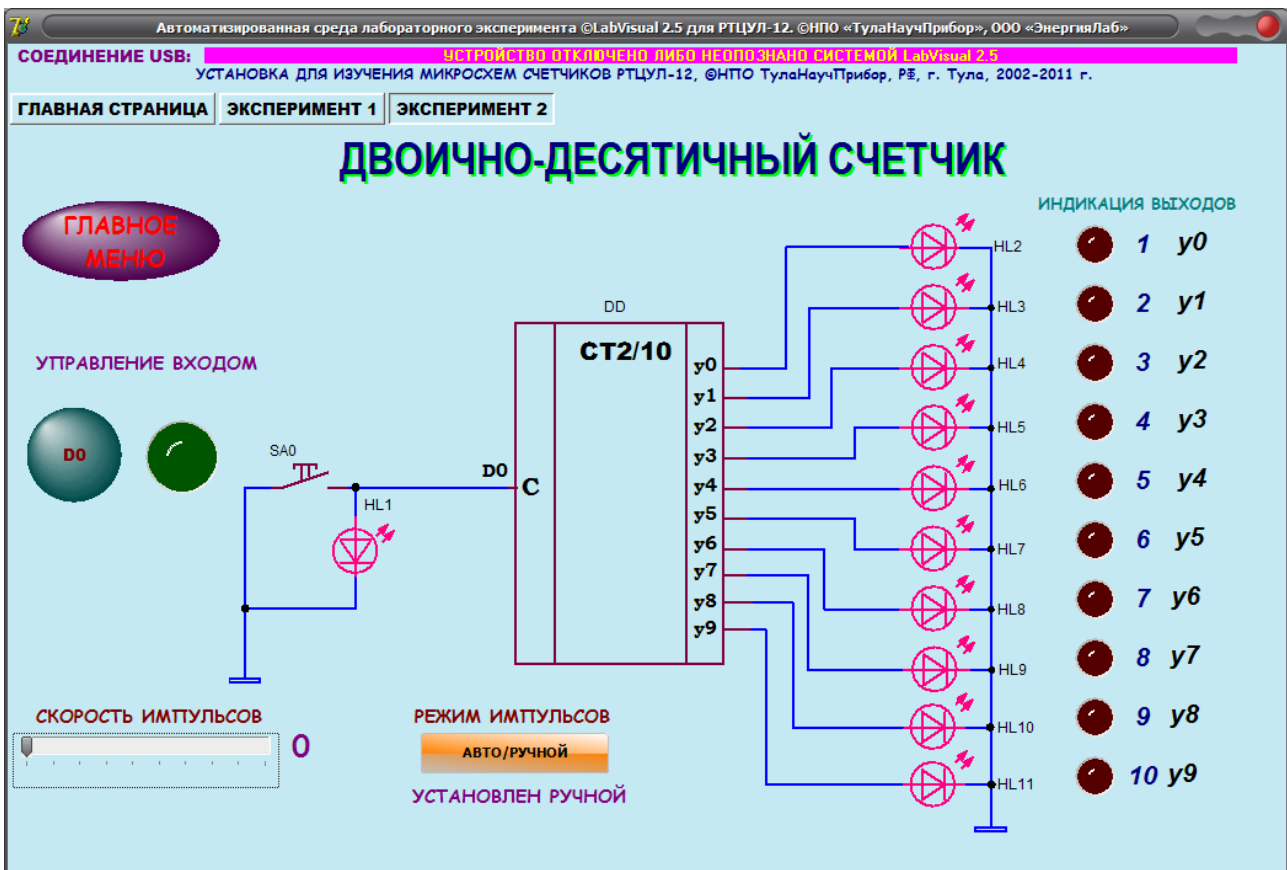 Автоматизированная среда лабораторного эксперимента ©LabVisual 2.5 для РТЦУЛ-12. ©НПО «ТулаНаучПрибор», ООО «ЭнергияЛаб»
СОЕДИНЕНИЕ USB: УСТРОЙСТВО ОТКЛЮЧЕНО ЛИБО НЕОПОЗНАНО СИСТЕМОЙ LabVisual 2.5
УСТАНОВКА ДЛЯ ИЗУЧЕНИЯ МИКРОСХЕМ СЧЕТЧИКОВ РТЦУЛ-12, ©НТПО ТулаНаучПрибор, РФ, г. Тула, 2002-2011 г.
ГЛАВНАЯ СТРАНИЦА ЭКСПЕРИМЕНТ 1 ЭКСПЕРИМЕНТ 2
ДВОИЧНО-ДЕСЯТИЧНЫЙ СЧЕТЧИК
ГЛАВНОЕ
МЕНЮ
УПРАВЛЕНИЕ ВХОДОМ
D0
SA0
HL1
D0
C
DD
CT2/10
y0
y1
y2
y3
y4
y5
y6
y7
y8
y9
HL2
HL3
HL4
HL5
HL6
HL7
HL8
HL9
HL10
HL11
ИНДИКАЦИЯ ВЫХОДОВ
1 y0
2 y1
3 y2
4 y3
5 y4
6 y5
7 y6
8 y7
9 y8
10 y9
СКОРОСТЬ ИМПУЛЬСОВ
0
РЕЖИМ ИМПУЛЬСОВ
АВТО/РУЧНОЙ
УСТАНОВЛЕН РУЧНОЙ